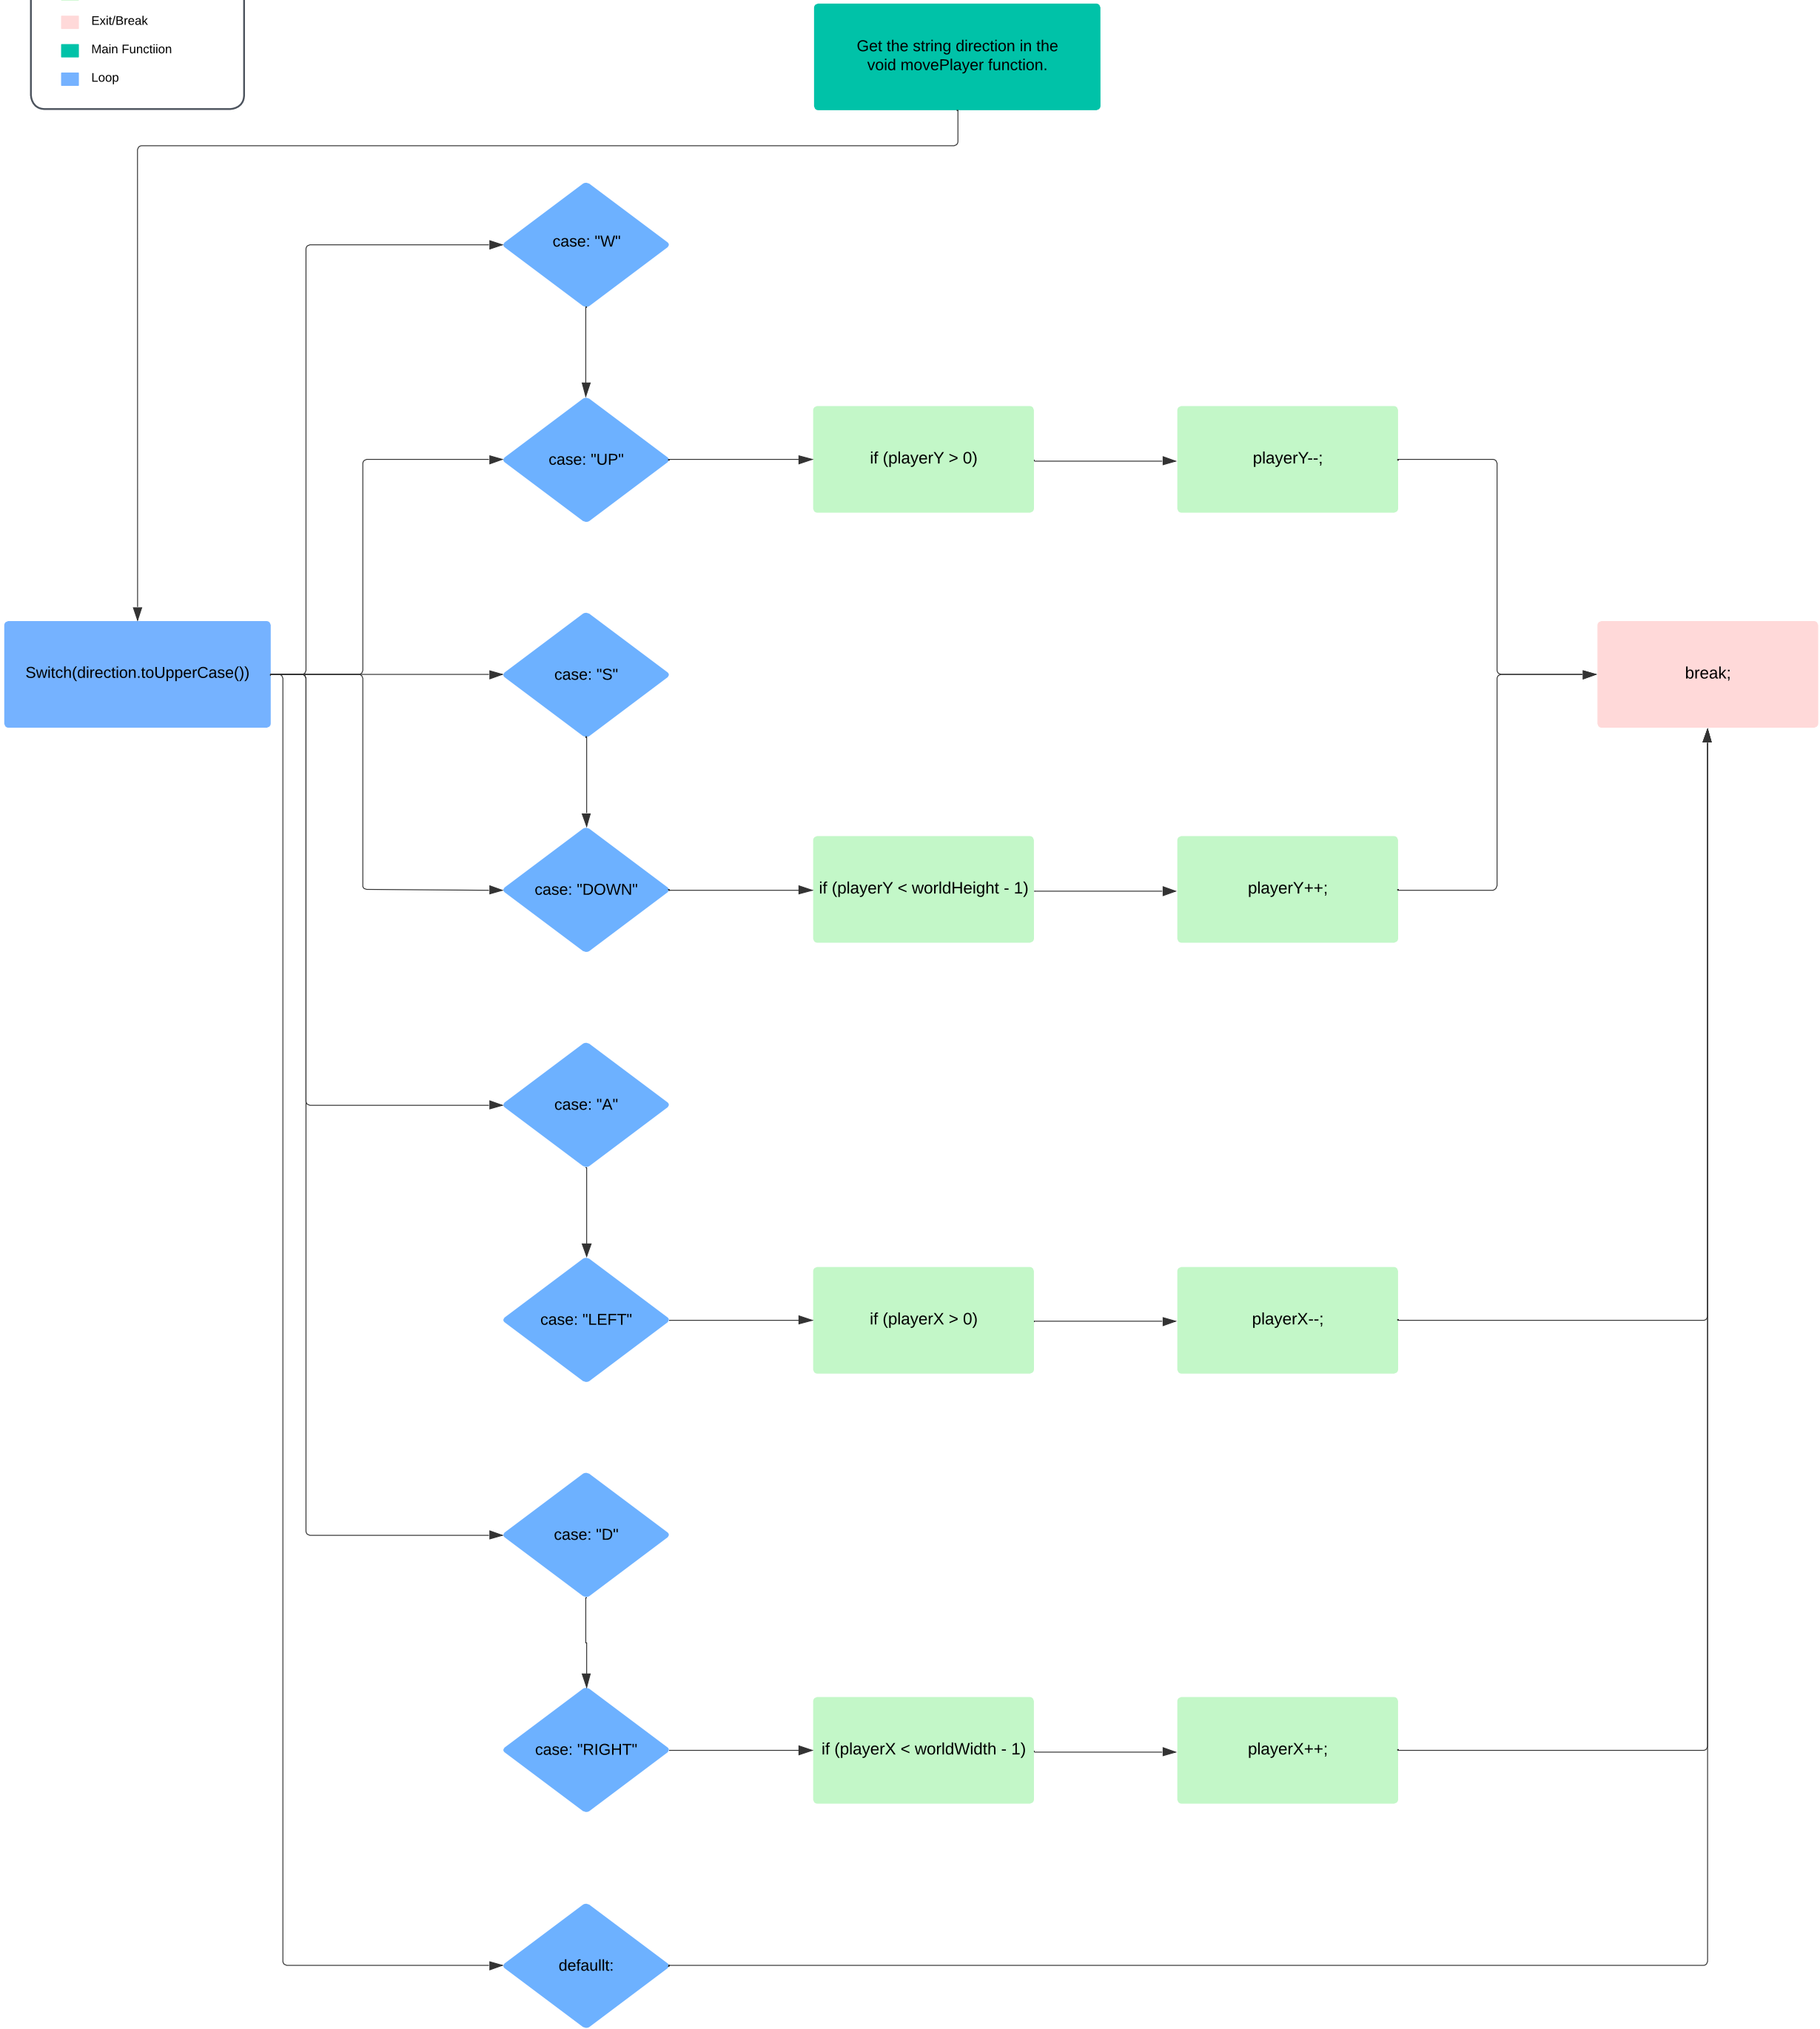 Exit/Break
Main Functiion
Loop
Get the string direction in the
void movePlayer function.
case: "W"
case: "UP"
if (playerY > 0)
playerY--;
Switch(direction.toUpperCase())
case: "S"
break;
case: "DOWN"
if (playerY < worldHeight - 1)
playerY++;
case: "A"
case: "LEFT"
if (playerX > 0)
playerX--;
case: "D"
case: "RIGHT"
if (playerX < worldWidth - 1)
playerX++;
defaullt: